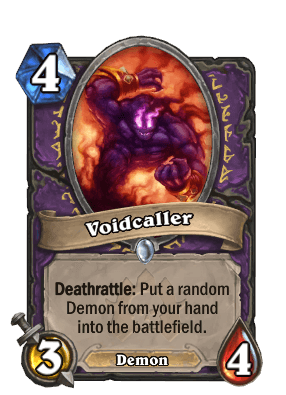 4
Voidcaller
Deathrattle: Put a random
Demon from your hand
into the battlefield.
3
Demon
4